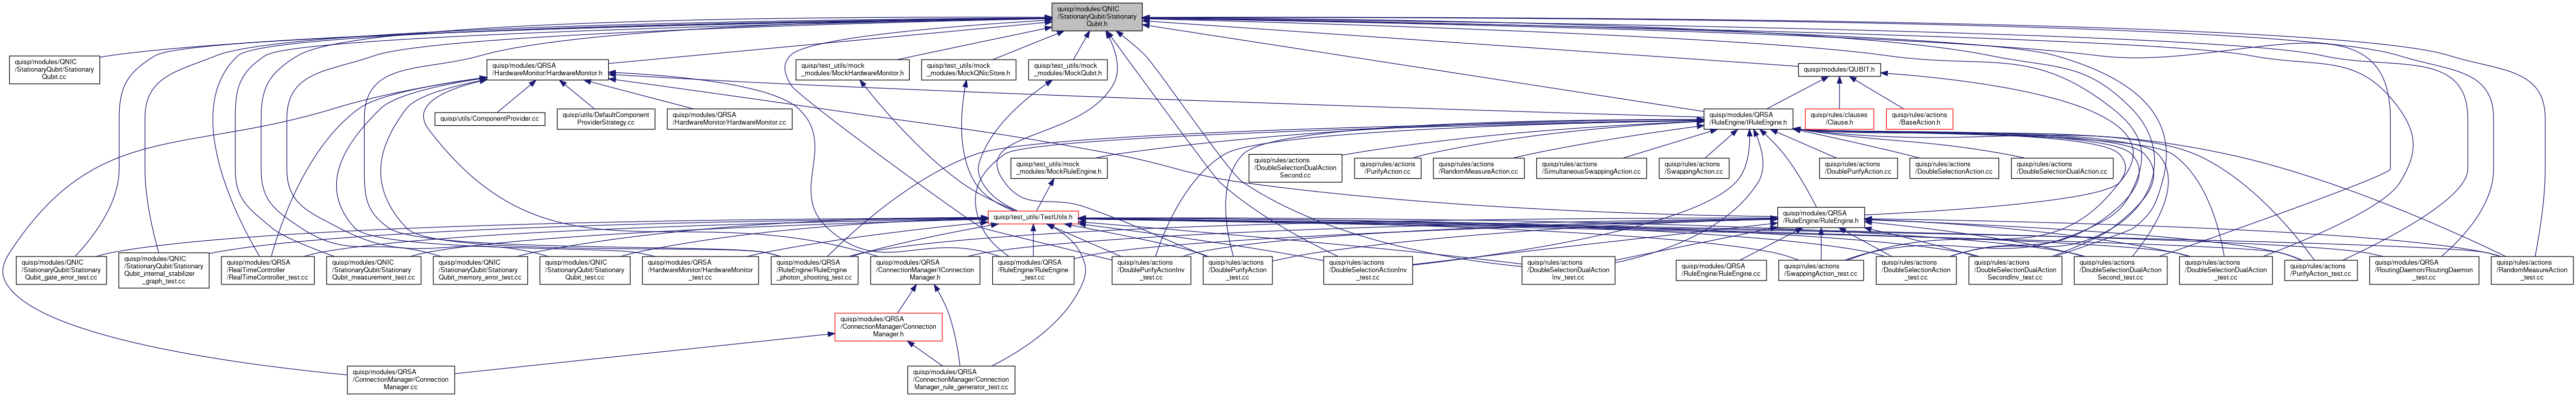 quisp/modules/QNIC
/StationaryQubit/Stationary
Qubit.h
quisp/modules/QNIC
/StationaryQubit/Stationary
Qubit.cc
quisp/modules/QRSA
/HardwareMonitor/HardwareMonitor.h
quisp/test_utils/mock
_modules/MockHardwareMonitor.h
quisp/test_utils/mock
_modules/MockQNicStore.h
quisp/test_utils/mock
_modules/MockQubit.h
quisp/modules/QUBIT.h
quisp/utils/ComponentProvider.cc
quisp/utils/DefaultComponent
ProviderStrategy.cc
quisp/modules/QRSA
/HardwareMonitor/HardwareMonitor.cc
quisp/modules/QRSA
/RuleEngine/IRuleEngine.h
quisp/rules/clauses
/Clause.h
quisp/rules/actions
/BaseAction.h
quisp/test_utils/mock
_modules/MockRuleEngine.h
quisp/rules/actions
/DoubleSelectionDualAction
Second.cc
quisp/rules/actions
/PurifyAction.cc
quisp/rules/actions
/RandomMeasureAction.cc
quisp/rules/actions
/SimultaneousSwappingAction.cc
quisp/rules/actions
/SwappingAction.cc
quisp/rules/actions
/DoublePurifyAction.cc
quisp/rules/actions
/DoubleSelectionAction.cc
quisp/rules/actions
/DoubleSelectionDualAction.cc
quisp/test_utils/TestUtils.h
quisp/modules/QRSA
/RuleEngine/RuleEngine.h
quisp/modules/QNIC
/StationaryQubit/Stationary
Qubit_gate_error_test.cc
quisp/modules/QNIC
/StationaryQubit/Stationary
Qubit_internal_stabilizer
_graph_test.cc
quisp/modules/QRSA
/RealTimeController
/RealTimeController_test.cc
quisp/modules/QNIC
/StationaryQubit/Stationary
Qubit_measurement_test.cc
quisp/modules/QNIC
/StationaryQubit/Stationary
Qubit_memory_error_test.cc
quisp/modules/QNIC
/StationaryQubit/Stationary
Qubit_test.cc
quisp/modules/QRSA
/HardwareMonitor/HardwareMonitor
_test.cc
quisp/modules/QRSA
/RuleEngine/RuleEngine
_photon_shooting_test.cc
quisp/modules/QRSA
/ConnectionManager/IConnection
Manager.h
quisp/modules/QRSA
/RuleEngine/RuleEngine
_test.cc
quisp/rules/actions
/DoublePurifyActionInv
_test.cc
quisp/rules/actions
/DoublePurifyAction
_test.cc
quisp/rules/actions
/DoubleSelectionActionInv
_test.cc
quisp/rules/actions
/DoubleSelectionDualAction
Inv_test.cc
quisp/modules/QRSA
/RuleEngine/RuleEngine.cc
quisp/rules/actions
/SwappingAction_test.cc
quisp/rules/actions
/DoubleSelectionAction
_test.cc
quisp/rules/actions
/DoubleSelectionDualAction
SecondInv_test.cc
quisp/rules/actions
/DoubleSelectionDualAction
Second_test.cc
quisp/rules/actions
/DoubleSelectionDualAction
_test.cc
quisp/rules/actions
/PurifyAction_test.cc
quisp/modules/QRSA
/RoutingDaemon/RoutingDaemon
_test.cc
quisp/rules/actions
/RandomMeasureAction
_test.cc
quisp/modules/QRSA
/ConnectionManager/Connection
Manager.h
quisp/modules/QRSA
/ConnectionManager/Connection
Manager.cc
quisp/modules/QRSA
/ConnectionManager/Connection
Manager_rule_generator_test.cc